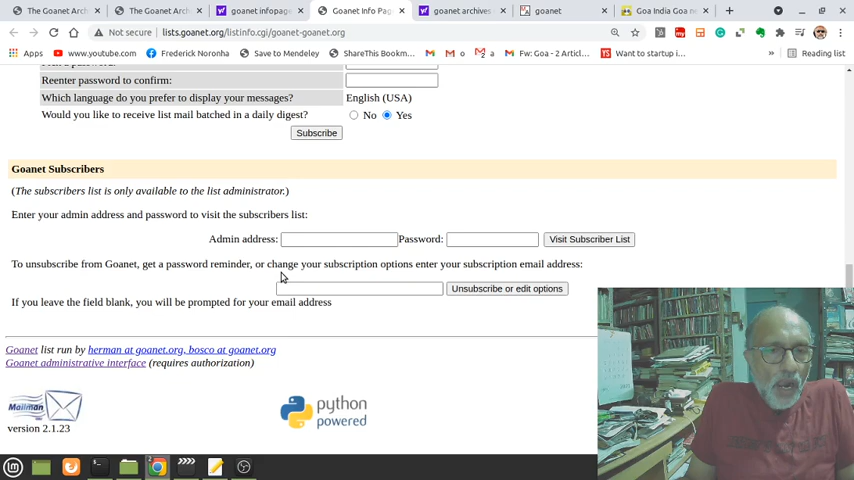 The Goanet Arch
The Goanet Arch
goanet infopage
Goanet Info Pag
goanet archives
goanet
Goa India Goa ne
Not secure
lists.goanet.org/listinfo.cgi/goanet-goanet.org
Apps
www.youtube.com
Frederick Noronha
Save to Mendeley
ShareThis Bookm...
M o
M a
Fw: Goa - 2 Articl...
Want to startup i...
»
Reading list
Reenter password to confirm:
Which language do you prefer to display your messages?
English (USA)
Would you like to receive list mail batched in a daily digest?
No
Yes
Subscribe
Goanet Subscribers
(The subscribers list is only available to the list administrator.)
Enter your admin address and password to visit the subscribers list:
Admin address:
Password:
Visit Subscriber List
To unsubscribe from Goanet, get a password reminder, or change your subscription options enter your subscription email address:
Unsubscribe or edit options
If you leave the field blank, you will be prompted for your email address
Goanet list run by herman at goanet.org, bosco at goanet.org
Goanet administrative interface (requires authorization)
Mailman
python
powered
version 2.1.23